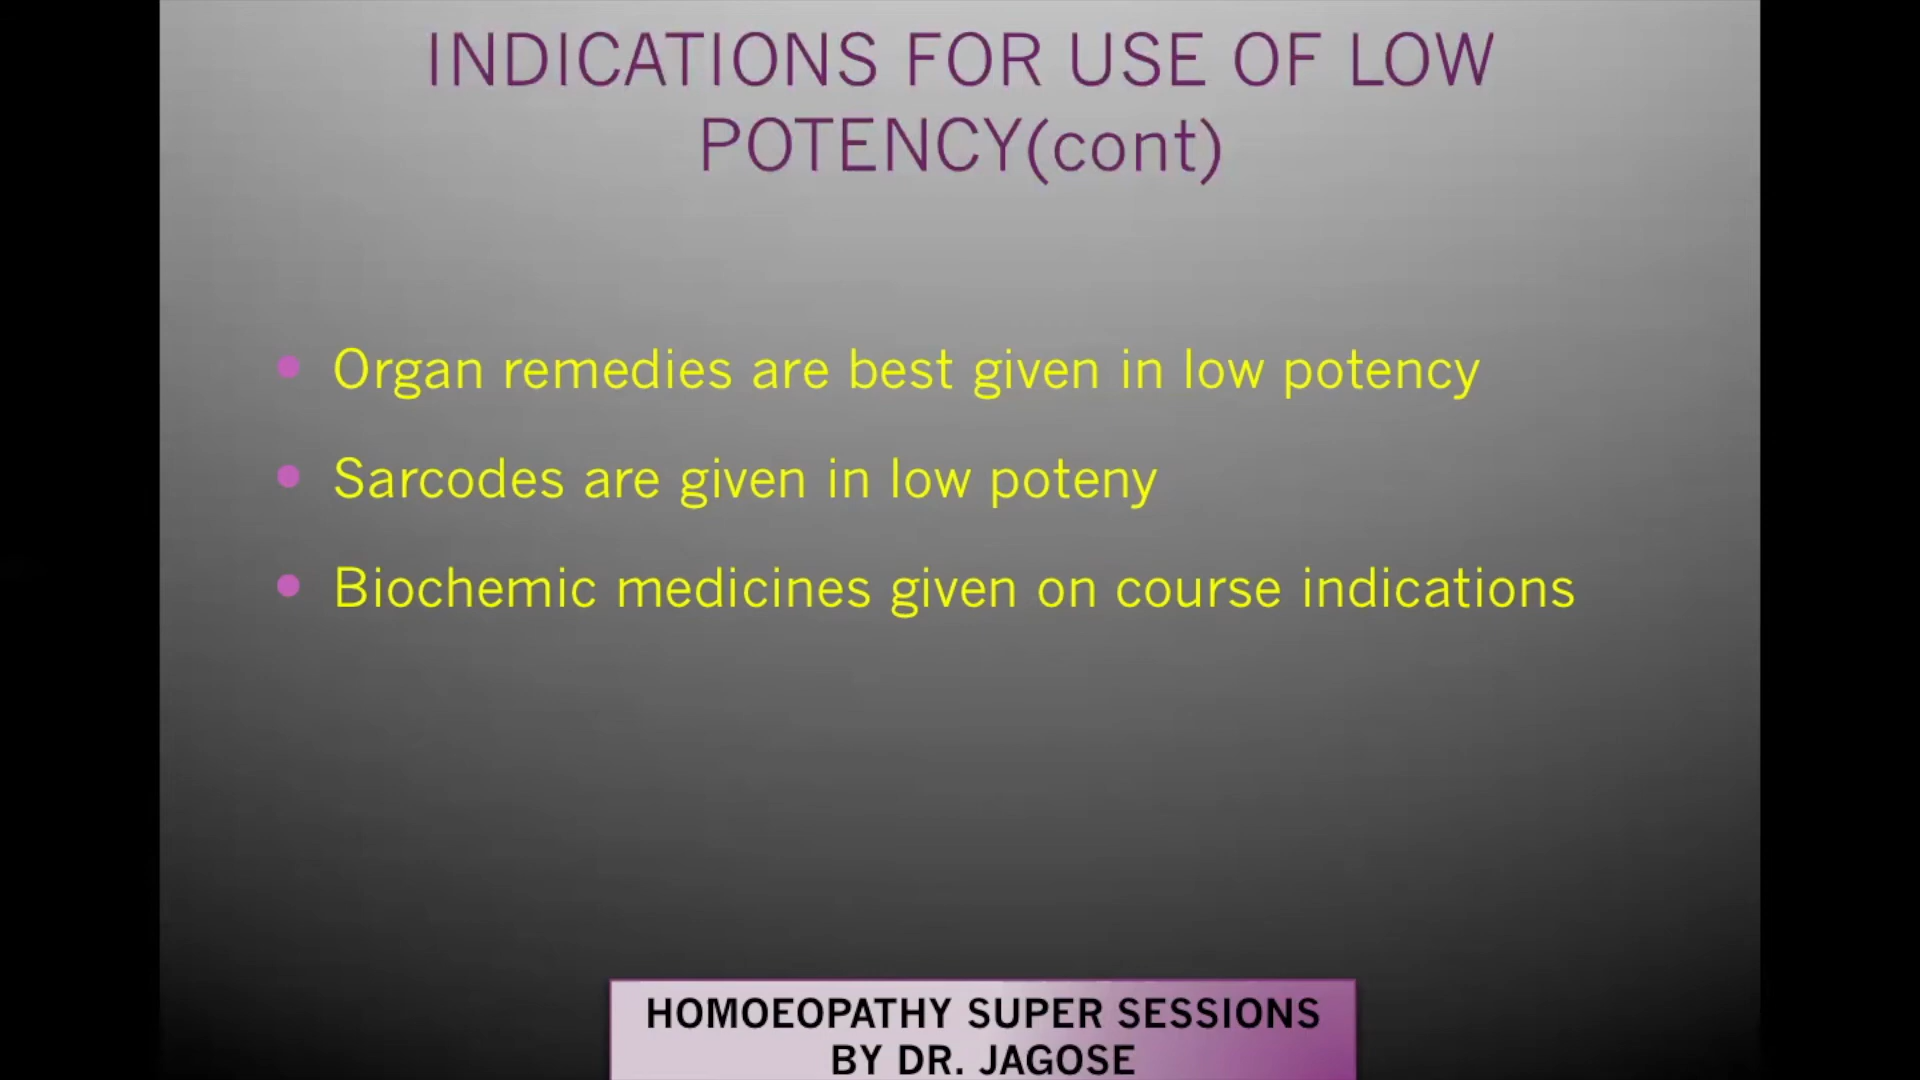 INDICATIONS FOR USE OF LOW
POTENCY(cont)
Organ remedies are best given in low potency
Sarcodes are given in low poteny
Biochemic medicines given on course indications
HOMOEOPATHY SUPER SESSIONS
BY DR. JAGOSE